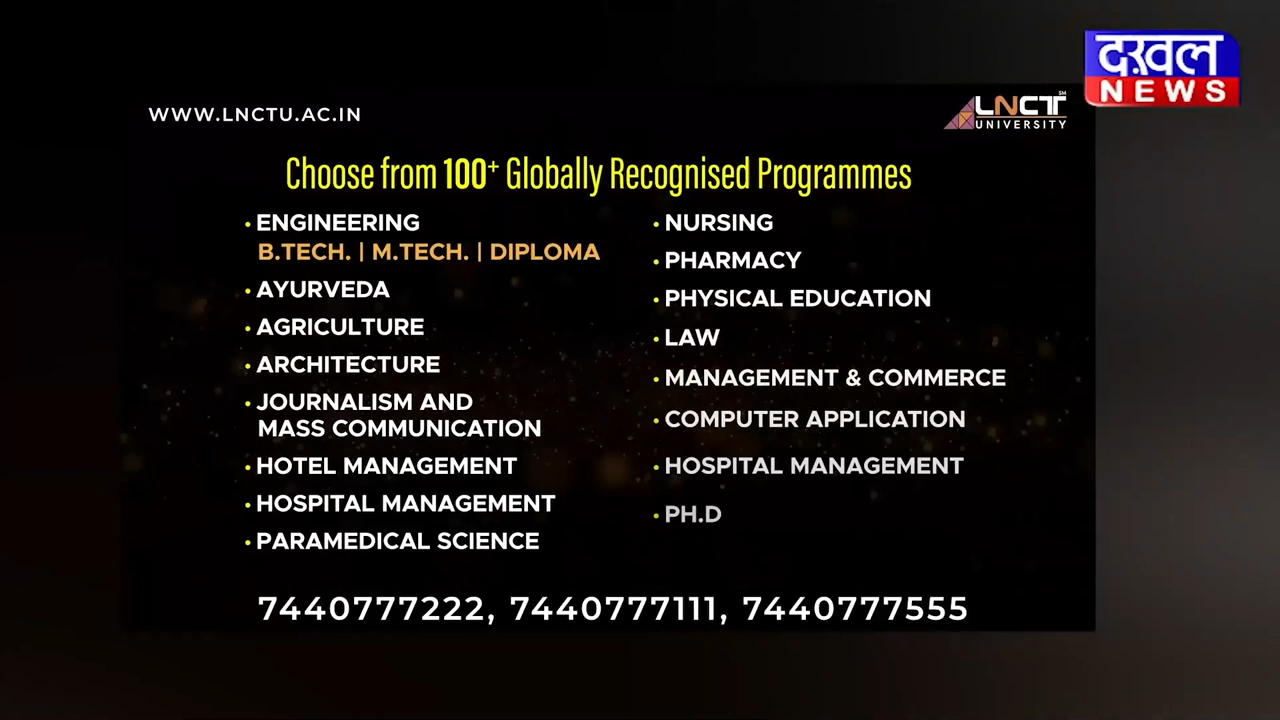 दख़ल
NEWS
WWW.LNCTU.AC.IN
LNCT SM
UNIVERSITY
Choose from 100+ Globally Recognised Programmes
• ENGINEERING
B.TECH. | M.TECH. | DIPLOMA
• AYURVEDA
• AGRICULTURE
• ARCHITECTURE
• JOURNALISM AND
MASS COMMUNICATION
• HOTEL MANAGEMENT
• HOSPITAL MANAGEMENT
• PARAMEDICAL SCIENCE
• NURSING
• PHARMACY
• PHYSICAL EDUCATION
• LAW
• MANAGEMENT & COMMERCE
• COMPUTER APPLICATION
• HOSPITAL MANAGEMENT
• PH.D
7440777222, 7440777111, 7440777555